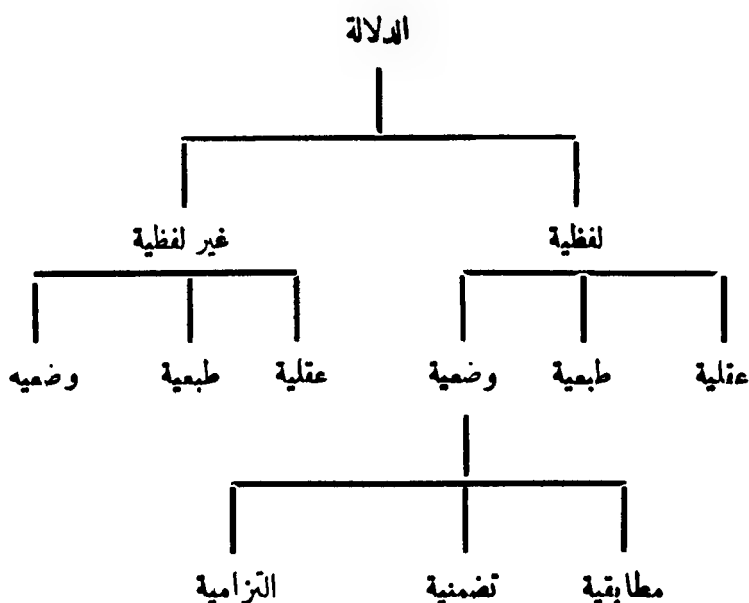 الدلالة
لفظية غير لفظية
عقلية طبعية وضعية عقلية طبعية وضعيه
مطابقية تضمنية التزامية